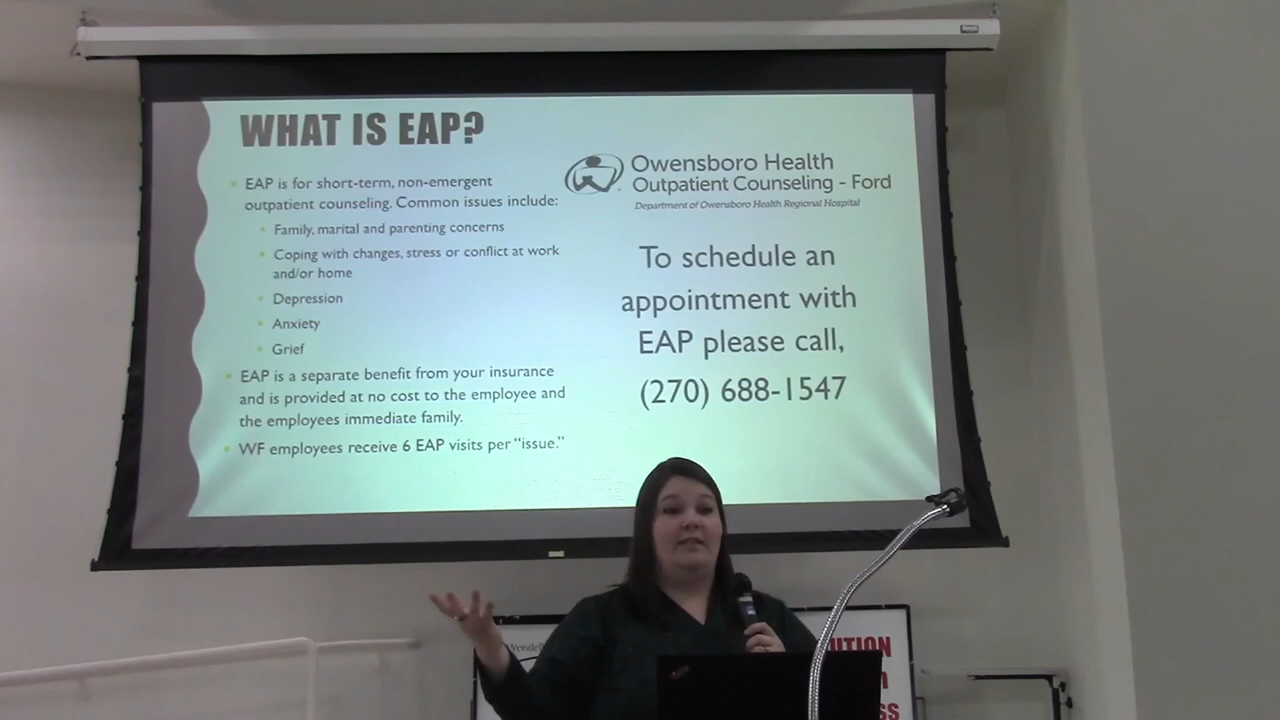 WHAT IS EAP?
EAP is for short-term, non-emergent
outpatient counseling. Common issues include:
Family, marital and parenting concerns
Coping with changes, stress or conflict at work
and/or home
Depression
Anxiety
Grief
EAP is a separate benefit from your insurance
and is provided at no cost to the employee and
the employees immediate family.
WF employees receive 6 EAP visits per “issue.”
Owensboro Health
Outpatient Counseling - Ford
Department of Owensboro Health Regional Hospital
To schedule an
appointment with
EAP please call,
(270) 688-1547